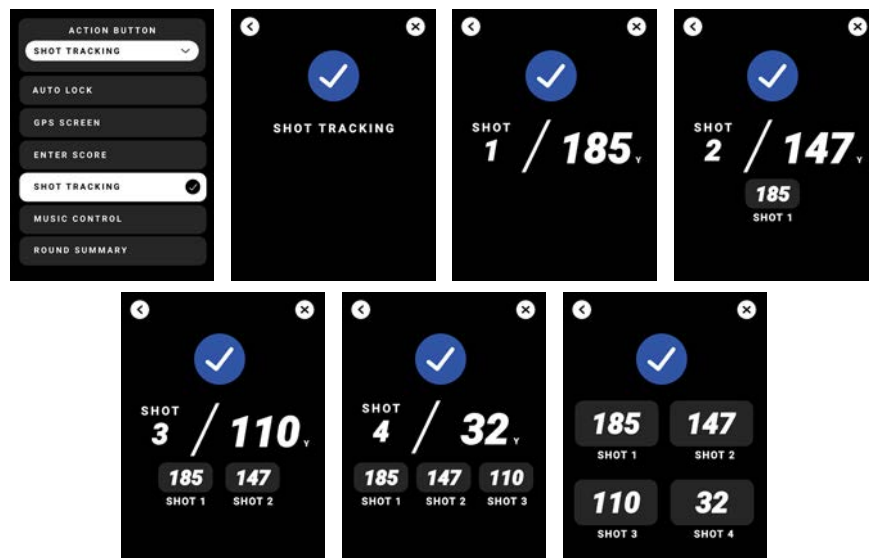 ACTION BUTTON
SHOT TRACKING
AUTO LOCK
GPS SCREEN
ENTER SCORE
SHOT TRACKING
MUSIC CONTROL
ROUND SUMMARY
SHOT TRACKING
SHOT
1 / 185 Y
SHOT
2 / 147 Y
185
SHOT 1
SHOT
3 / 110 Y
185 147
SHOT 1 SHOT 2
SHOT
4 / 32 Y
185 147 110
SHOT 1 SHOT 2 SHOT 3
185 147
SHOT 1 SHOT 2
110 32
SHOT 3 SHOT 4